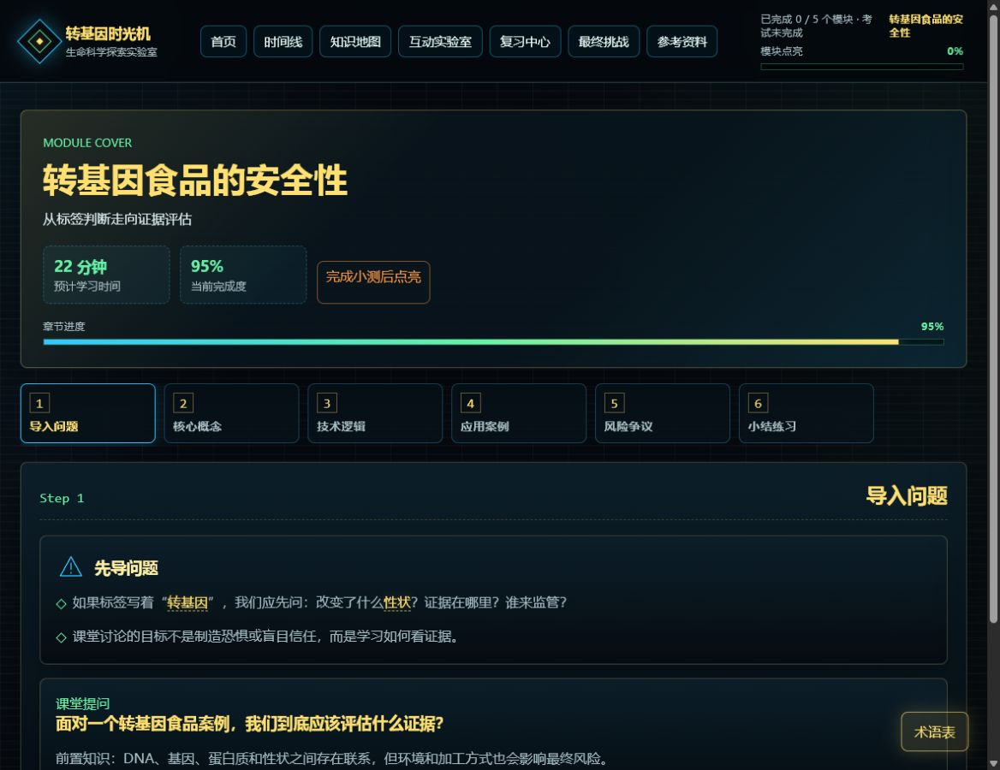 转基因时光机
生命科学探索实验室
首页
时间线
知识地图
互动实验室
复习中心
最终挑战
参考资料
已完成 0 / 5 个模块 · 考
试未完成
转基因食品的安
全性
模块点亮
0%
MODULE COVER
转基因食品的安全性
从标签判断走向证据评估
22 分钟
预计学习时间
95%
当前完成度
完成小测后点亮
章节进度
95%
1
导入问题
2
核心概念
3
技术逻辑
4
应用案例
5
风险争议
6
小结练习
Step 1
导入问题
先导问题
如果标签写着“转基因”，我们应先问：改变了什么性状？证据在哪里？谁来监管？
课堂讨论的目标不是制造恐惧或盲目信任，而是学习如何看证据。
课堂提问
面对一个转基因食品案例，我们到底应该评估什么证据？
前置知识：DNA、基因、蛋白质和性状之间存在联系，但环境和加工方式也会影响最终风险。
术语表